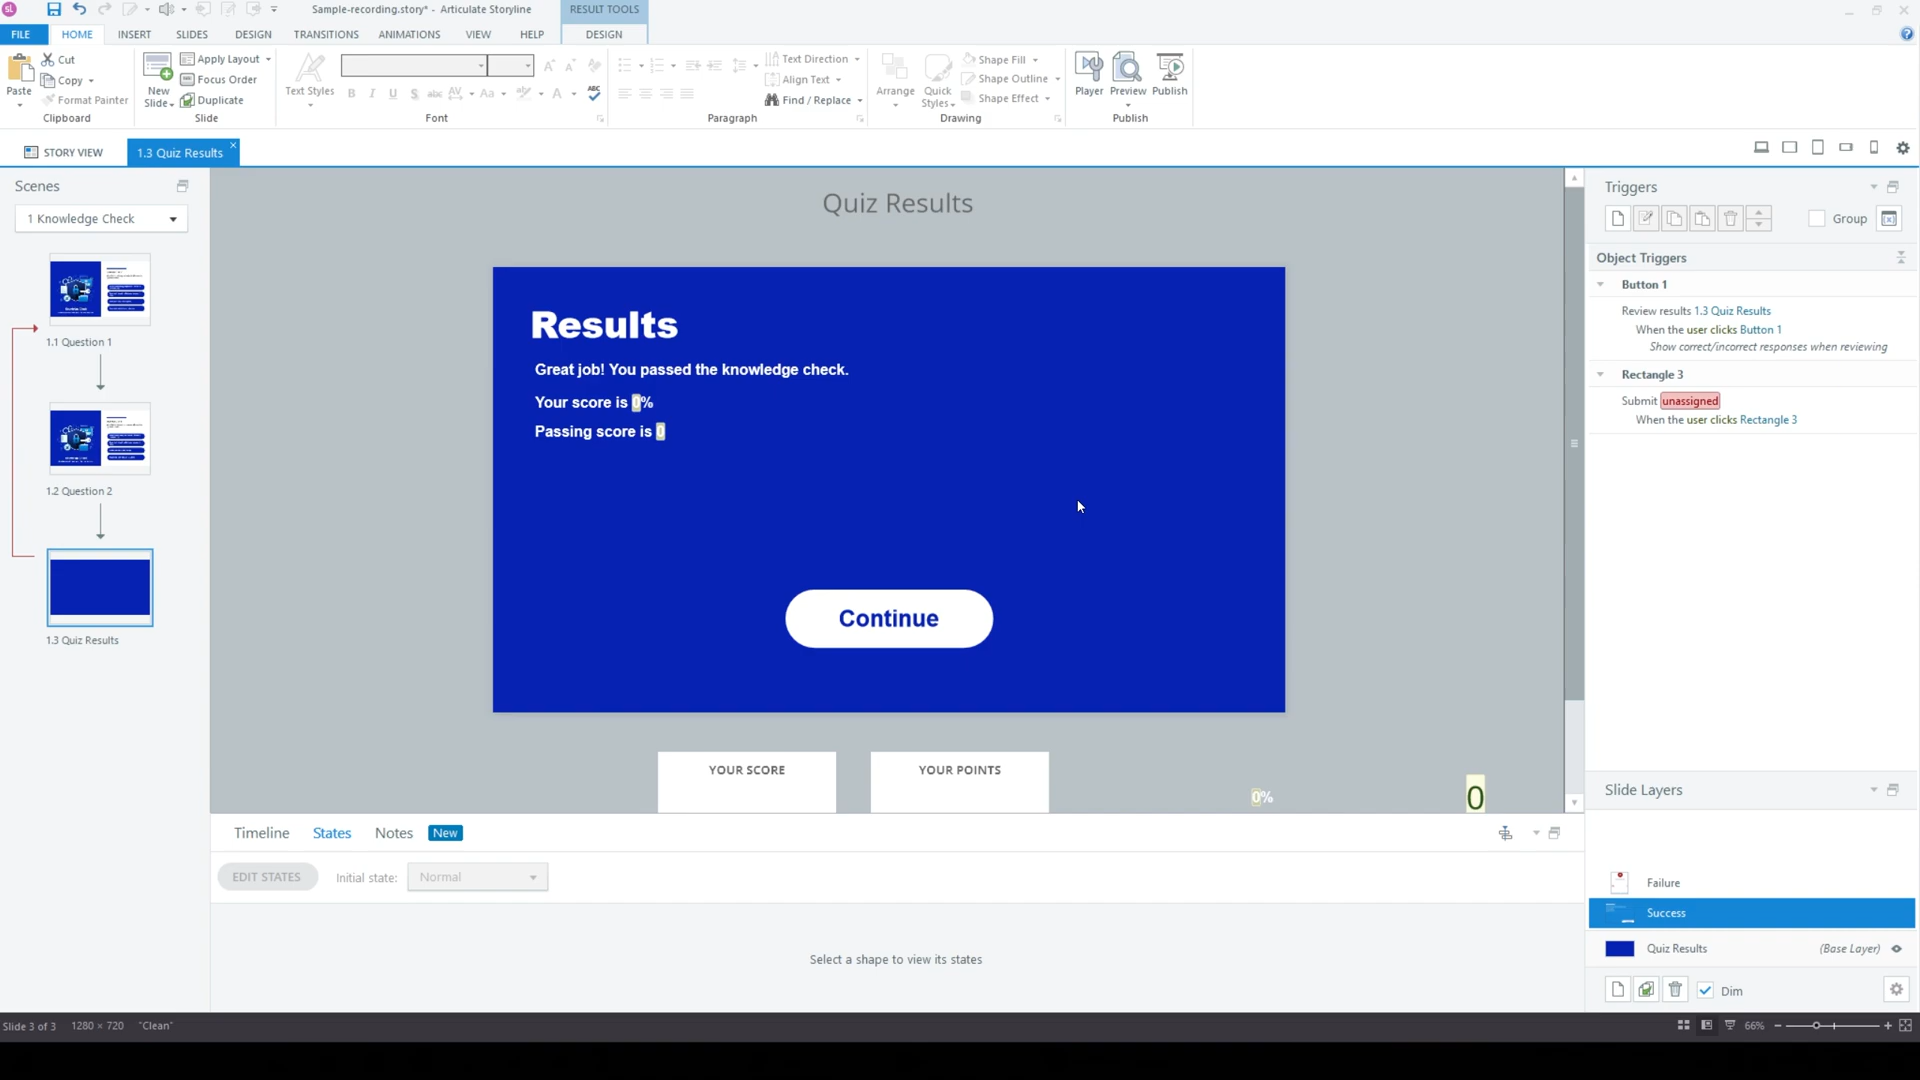 Sample-recording.story* - Articulate Storyline
RESULT TOOLS
FILE
HOME
INSERT
SLIDES
DESIGN
TRANSITIONS
ANIMATIONS
VIEW
HELP
DESIGN
Paste
Cut
Copy
Format Painter
Clipboard
New Slide
Apply Layout
Focus Order
Duplicate
Slide
Text Styles
B I U S abc AV Aa A
ABC
Font
Text Direction
Align Text
Find / Replace
Paragraph
Arrange
Quick Styles
Shape Fill
Shape Outline
Shape Effect
Drawing
Player
Preview
Publish
Publish
STORY VIEW
1.3 Quiz Results
Scenes
1 Knowledge Check
1.1 Question 1
1.2 Question 2
1.3 Quiz Results
Quiz Results
Results
Great job! You passed the knowledge check.
Your score is 0%
Passing score is 0
Continue
YOUR SCORE
YOUR POINTS
0%
0
Timeline
States
Notes
New
EDIT STATES
Initial state:
Normal
Select a shape to view its states
Triggers
Group
Object Triggers
Button 1
Review results 1.3 Quiz Results
When the user clicks Button 1
Show correct/incorrect responses when reviewing
Rectangle 3
Submit unassigned
When the user clicks Rectangle 3
Slide Layers
Failure
Success
Quiz Results (Base Layer)
Dim
Slide 3 of 3
1280 × 720
"Clean"
66%